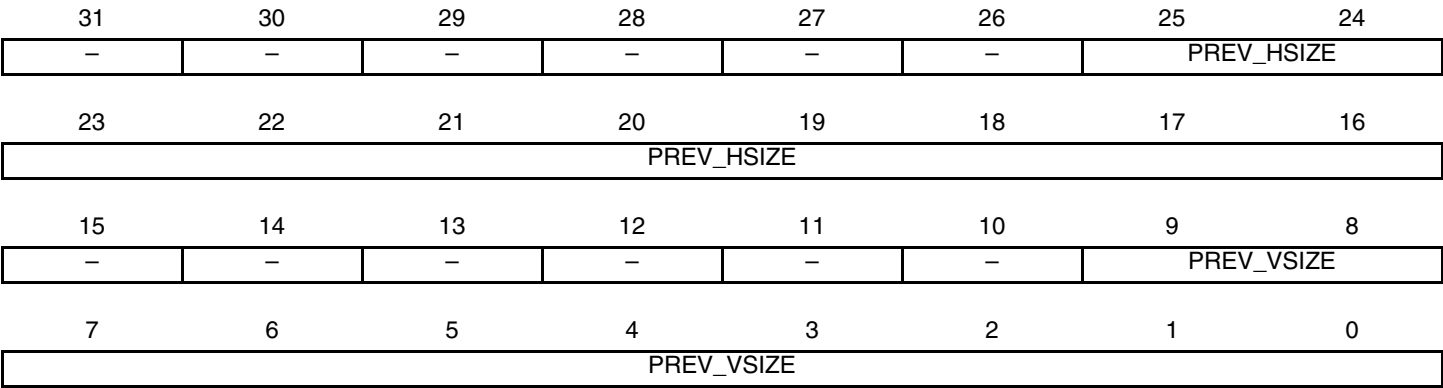 31 30 29 28 27 26 25 24
– – – – – – PREV_HSIZE
23 22 21 20 19 18 17 16
PREV_HSIZE
15 14 13 12 11 10 9 8
– – – – – – PREV_VSIZE
7 6 5 4 3 2 1 0
PREV_VSIZE